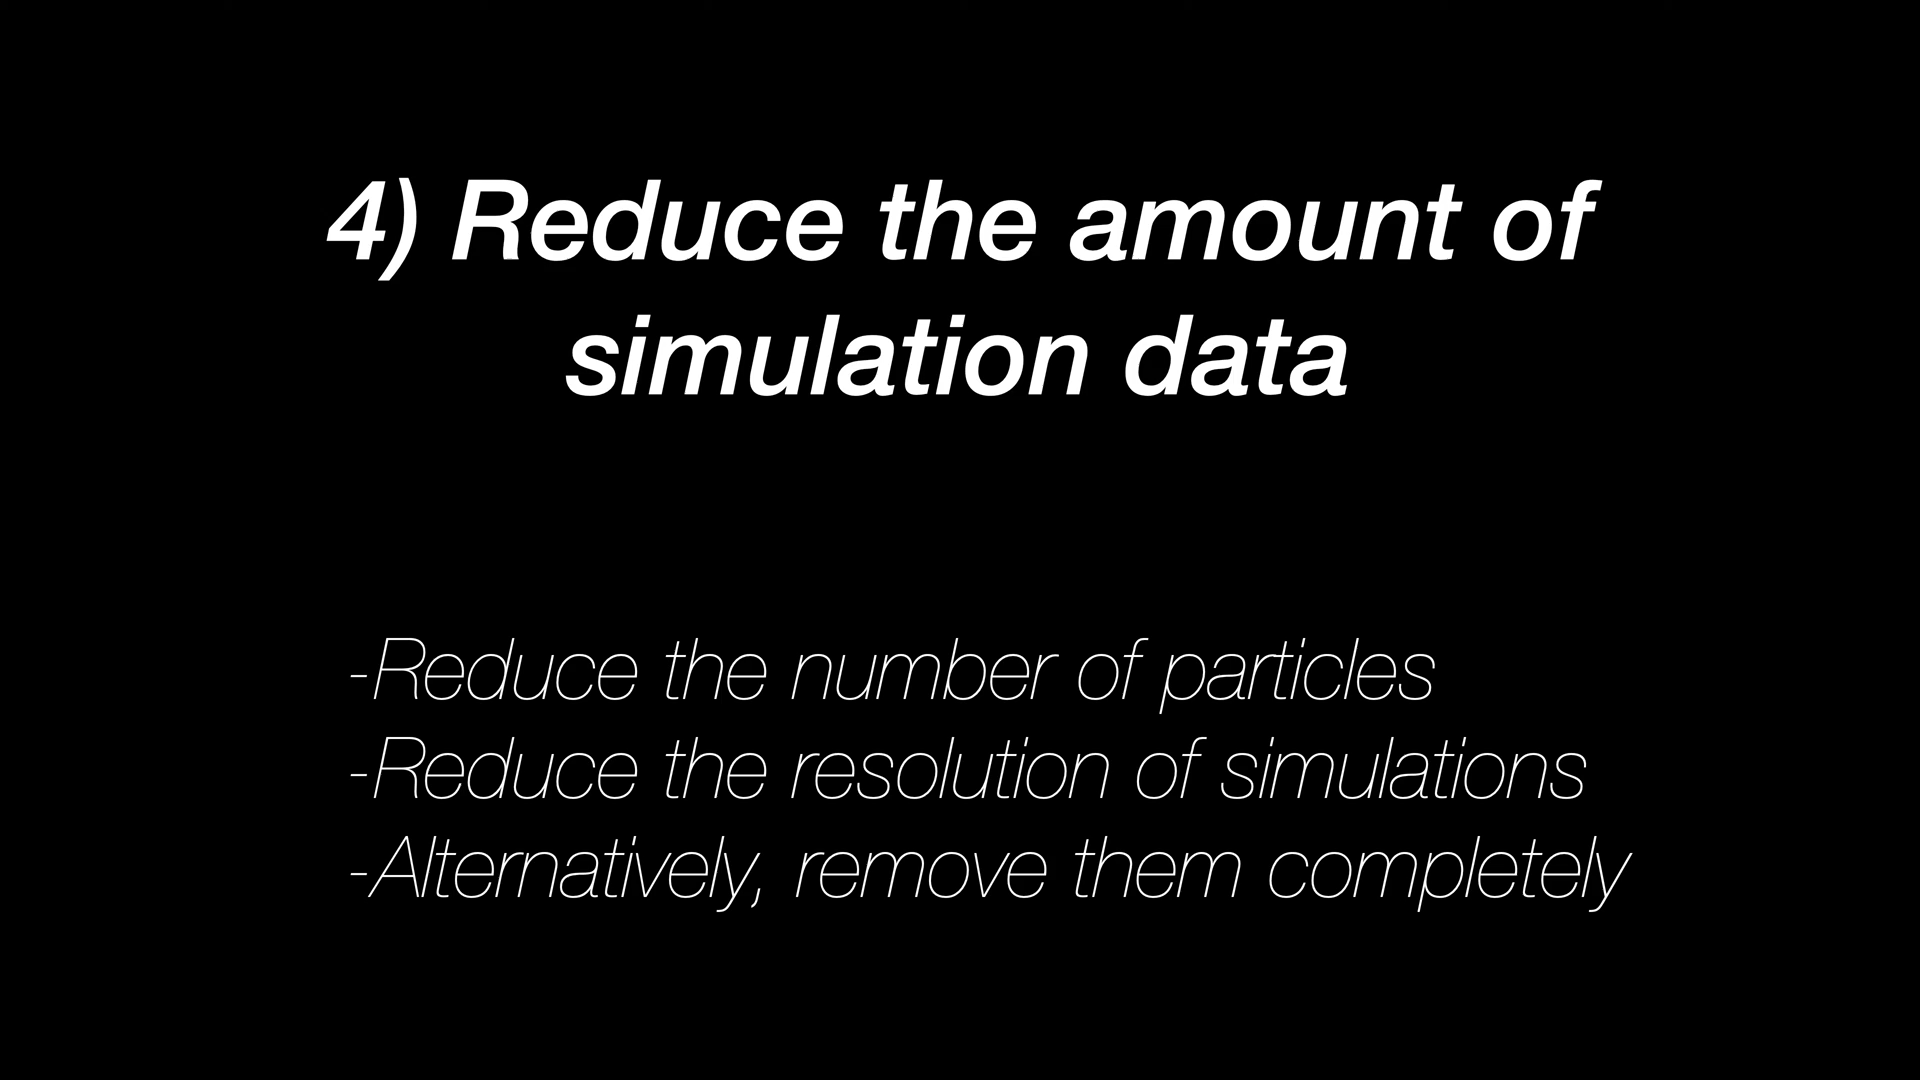 4) Reduce the amount of
simulation data
-Reduce the number of particles
-Reduce the resolution of simulations
-Alternatively, remove them completely